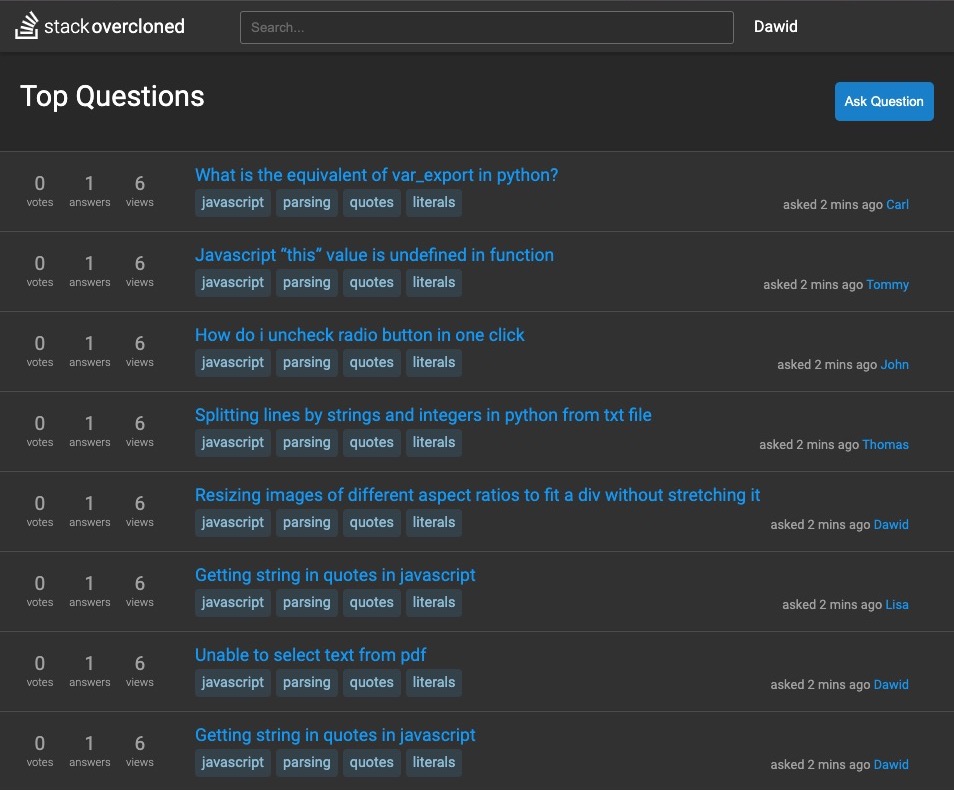 stackovercloned Search... Dawid
Top Questions
Ask Question
0 1 6
votes answers views
What is the equivalent of var_export in python?
javascript parsing quotes literals
asked 2 mins ago Carl
0 1 6
votes answers views
Javascript “this” value is undefined in function
javascript parsing quotes literals
asked 2 mins ago Tommy
0 1 6
votes answers views
How do i uncheck radio button in one click
javascript parsing quotes literals
asked 2 mins ago John
0 1 6
votes answers views
Splitting lines by strings and integers in python from txt file
javascript parsing quotes literals
asked 2 mins ago Thomas
0 1 6
votes answers views
Resizing images of different aspect ratios to fit a div without stretching it
javascript parsing quotes literals
asked 2 mins ago Dawid
0 1 6
votes answers views
Getting string in quotes in javascript
javascript parsing quotes literals
asked 2 mins ago Lisa
0 1 6
votes answers views
Unable to select text from pdf
javascript parsing quotes literals
asked 2 mins ago Dawid
0 1 6
votes answers views
Getting string in quotes in javascript
javascript parsing quotes literals
asked 2 mins ago Dawid